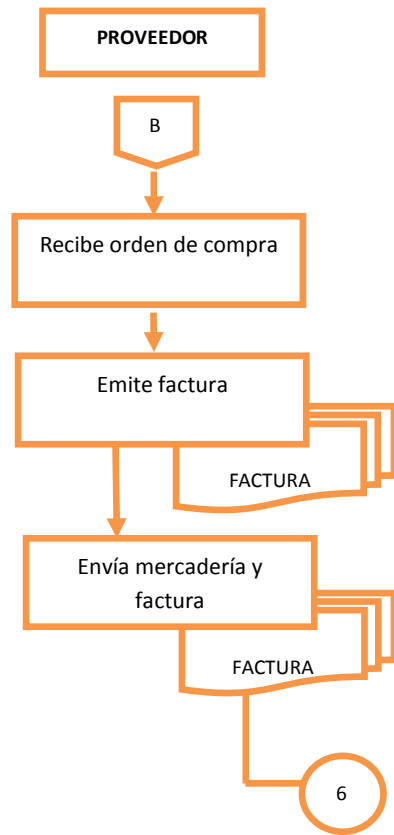 PROVEEDOR
B
Recibe orden de compra
Emite factura
FACTURA
Envía mercadería y
factura
FACTURA
6